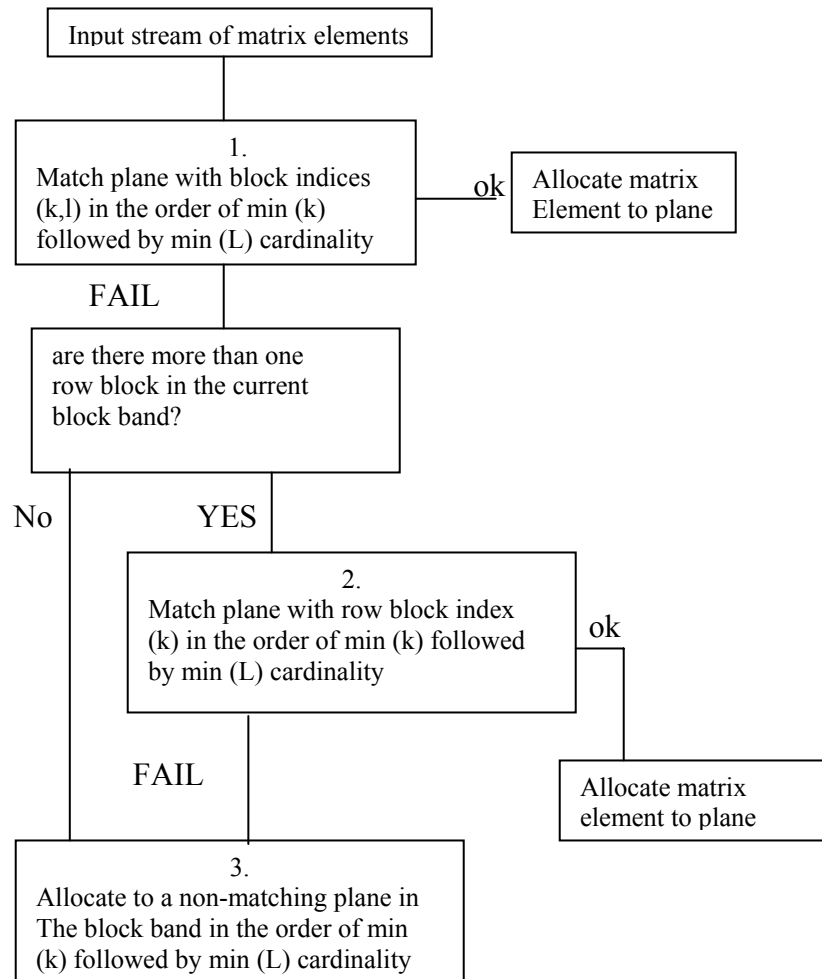 Input stream of matrix elements
1.
Match plane with block indices
(k,l) in the order of min (k)
followed by min (L) cardinality
ok
Allocate matrix
Element to plane
FAIL
are there more than one
row block in the current
block band?
No
YES
2.
Match plane with row block index
(k) in the order of min (k) followed
by min (L) cardinality
ok
FAIL
Allocate matrix
element to plane
3.
Allocate to a non-matching plane in
The block band in the order of min
(k) followed by min (L) cardinality